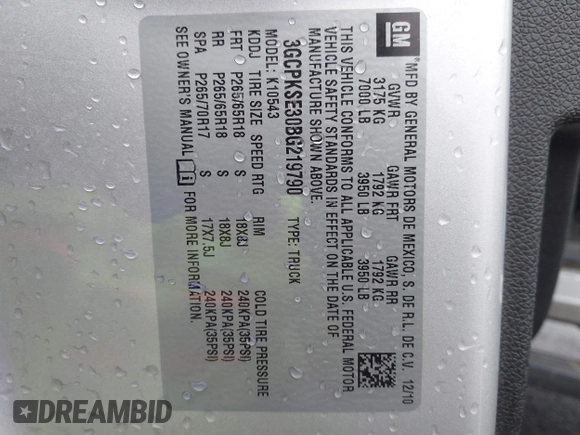 GM
MFD BY GENERAL MOTORS DE MEXICO, S. DE R.L. DE C.V. 12/10
GVWR GAWR FRT GAWR RR
3175 KG 1792 KG 1792 KG
7000 LB 3950 LB 3950 LB
THIS VEHICLE CONFORMS TO ALL APPLICABLE U.S. FEDERAL MOTOR
VEHICLE SAFETY STANDARDS IN EFFECT ON THE DATE OF
MANUFACTURE SHOWN ABOVE.
3GCPKSE30BG219790 TYPE: TRUCK
MODEL: K10543
KDDJ TIRE SIZE SPEED RTG RIM COLD TIRE PRESSURE
FRT P265/65R18 S 18X8J 240KPA(35PSI)
RR P265/65R18 S 18X8J 240KPA(35PSI)
SPA P265/70R17 S 17X7.5J 240KPA(35PSI)
SEE OWNER'S MANUAL FOR MORE INFORMATION.
DREAMBID